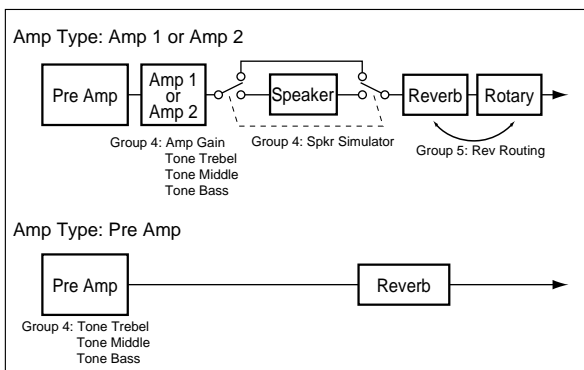 Amp Type: Amp 1 or Amp 2
Pre Amp
Amp 1
or
Amp 2
Speaker
Reverb
Rotary
Group 4: Amp Gain
Tone Trebel
Tone Middle
Tone Bass
Group 4: Spkr Simulator
Group 5: Rev Routing
Amp Type: Pre Amp
Pre Amp
Reverb
Group 4: Tone Trebel
Tone Middle
Tone Bass